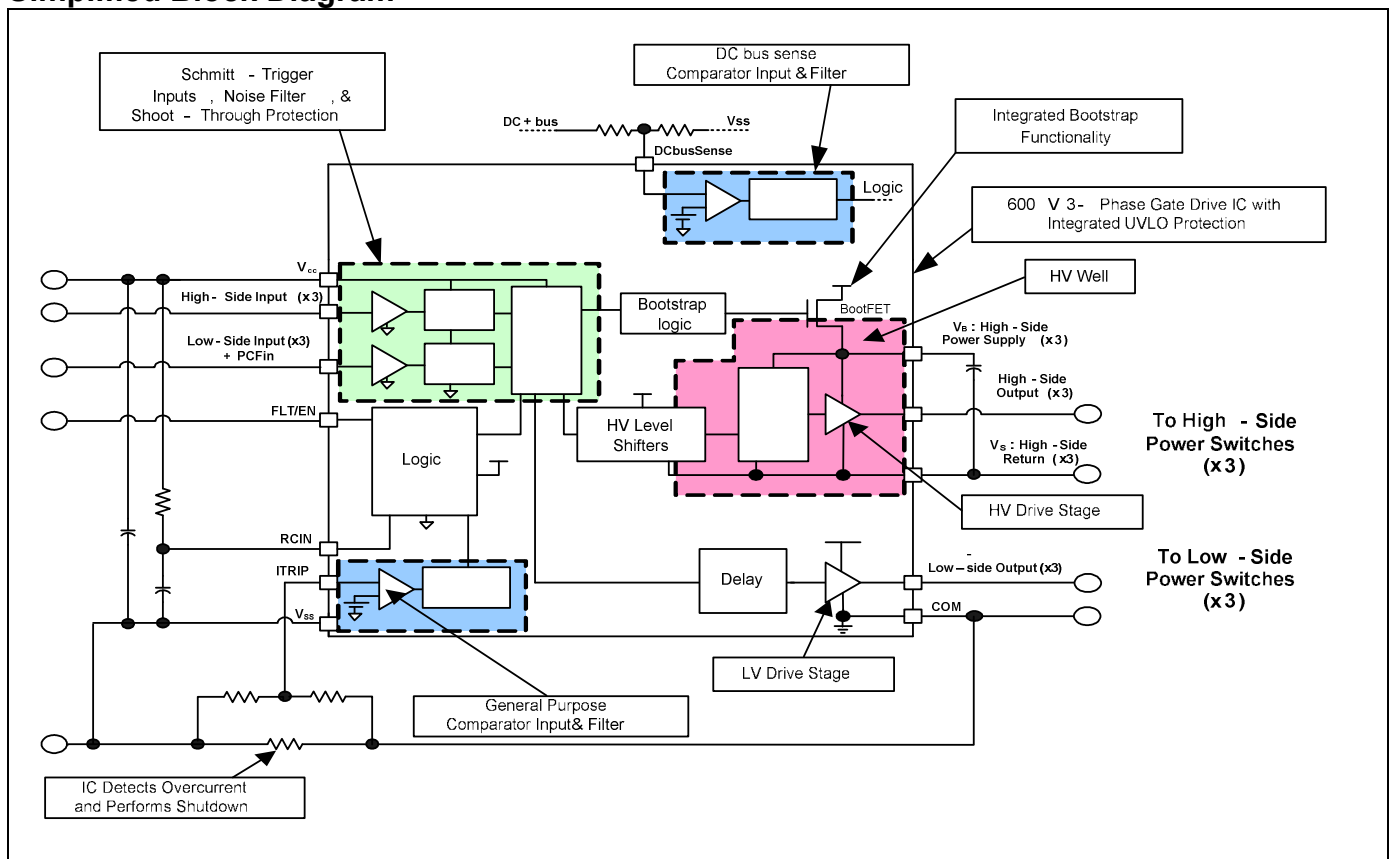 Simplified Block Diagram
DC bus sense
Comparator Input & Filter
Schmitt - Trigger
Inputs , Noise Filter , &
Shoot - Through Protection
DC + bus
Vss
DCbusSense
Logic
Integrated Bootstrap
Functionality
600 V 3- Phase Gate Drive IC with
Integrated UVLO Protection
HV Well
Vcc
High- Side Input (x3)
Low-Side Input (x3)
+ PCFin
FLT/EN
RCIN
ITRIP
VSS
Bootstrap
logic
BootFET
VB : High - Side
Power Supply (x3)
High - Side
Output (x3)
VS : High - Side
Return (x3)
To High - Side
Power Switches
(x3)
HV Level
Shifters
Logic
HV Drive Stage
Delay
-
Low-side Output (x3)
COM
To Low - Side
Power Switches
(x3)
LV Drive Stage
General Purpose
Comparator Input& Filter
IC Detects Overcurrent
and Performs Shutdown